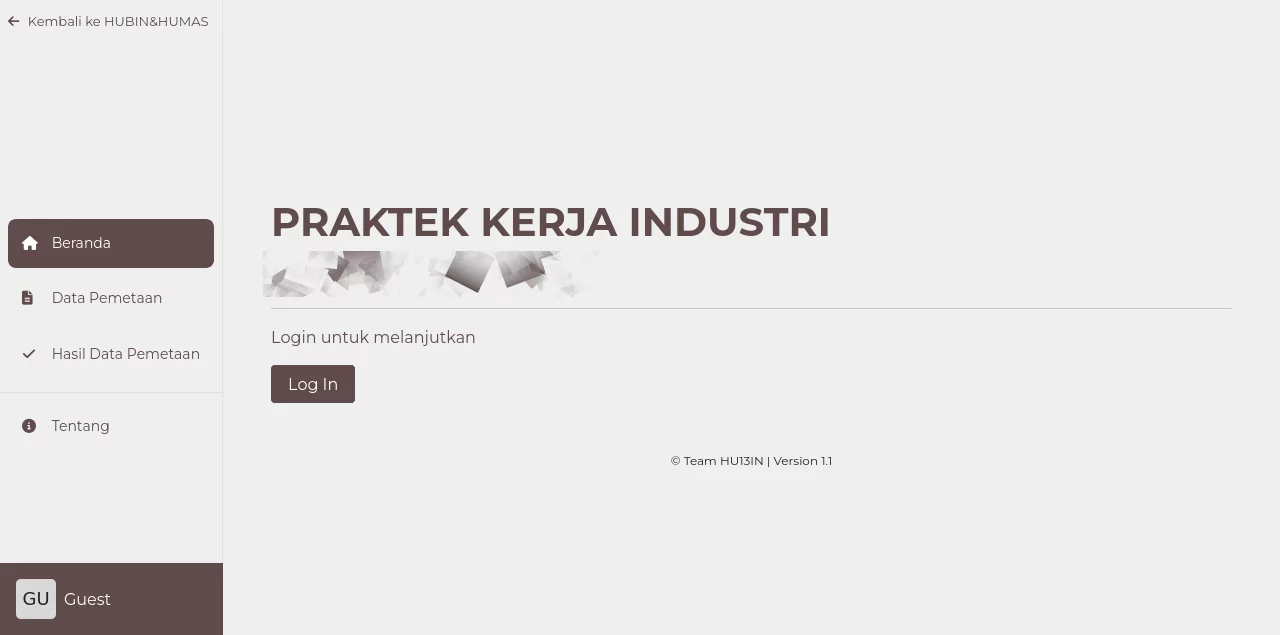 Kembali ke HUBIN&HUMAS
Beranda
Data Pemetaan
Hasil Data Pemetaan
Tentang
GU Guest
PRAKTEK KERJA INDUSTRI
Login untuk melanjutkan
Log In
© Team HU13IN | Version 1.1